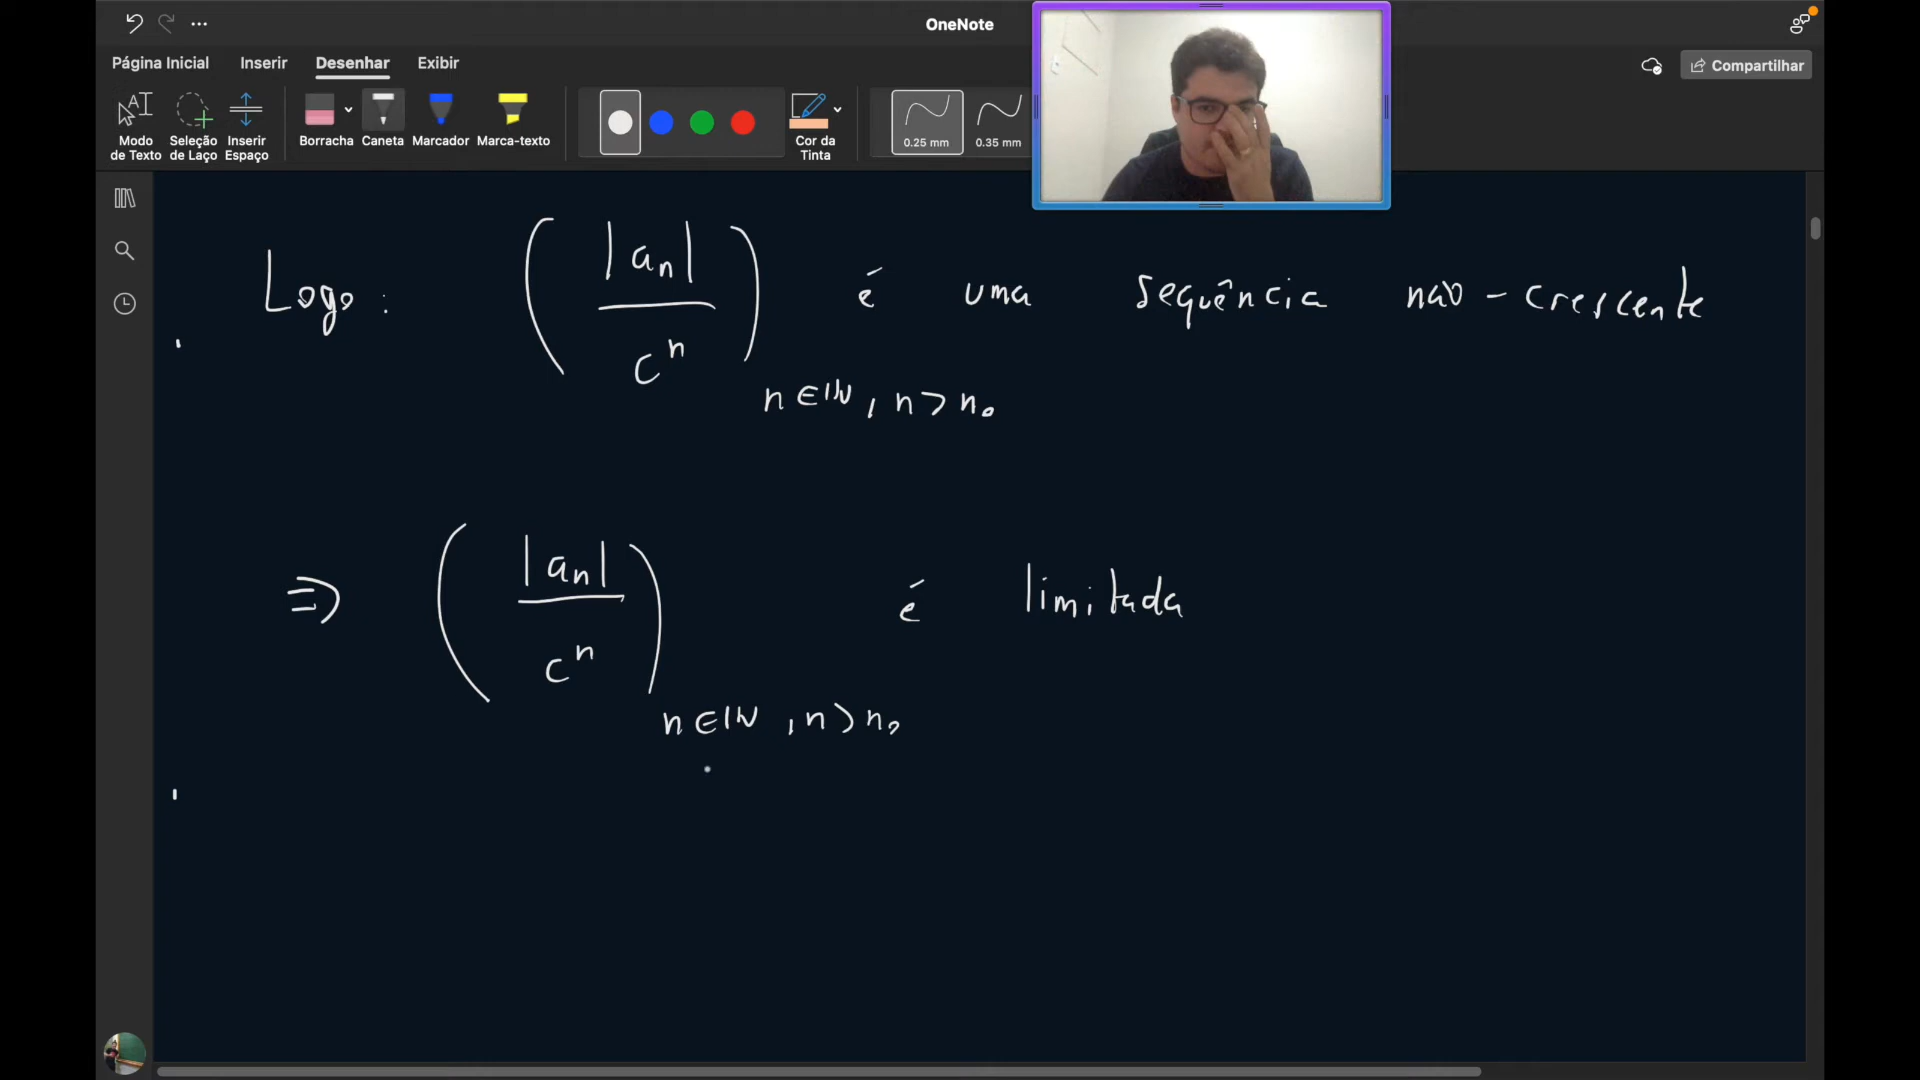 OneNote
Página Inicial Inserir Desenhar Exibir
Compartilhar
Modo de Texto
Seleção de Laço
Inserir Espaço
Borracha
Caneta
Marcador
Marca-texto
Cor da Tinta
0.25 mm
0.35 mm
Logo: ( |aₙ| / cⁿ ) n ∈ ℕ, n > n₀ é uma sequência não-crescente
⇒ ( |aₙ| / cⁿ ) n ∈ ℕ, n > n₀ é limitada